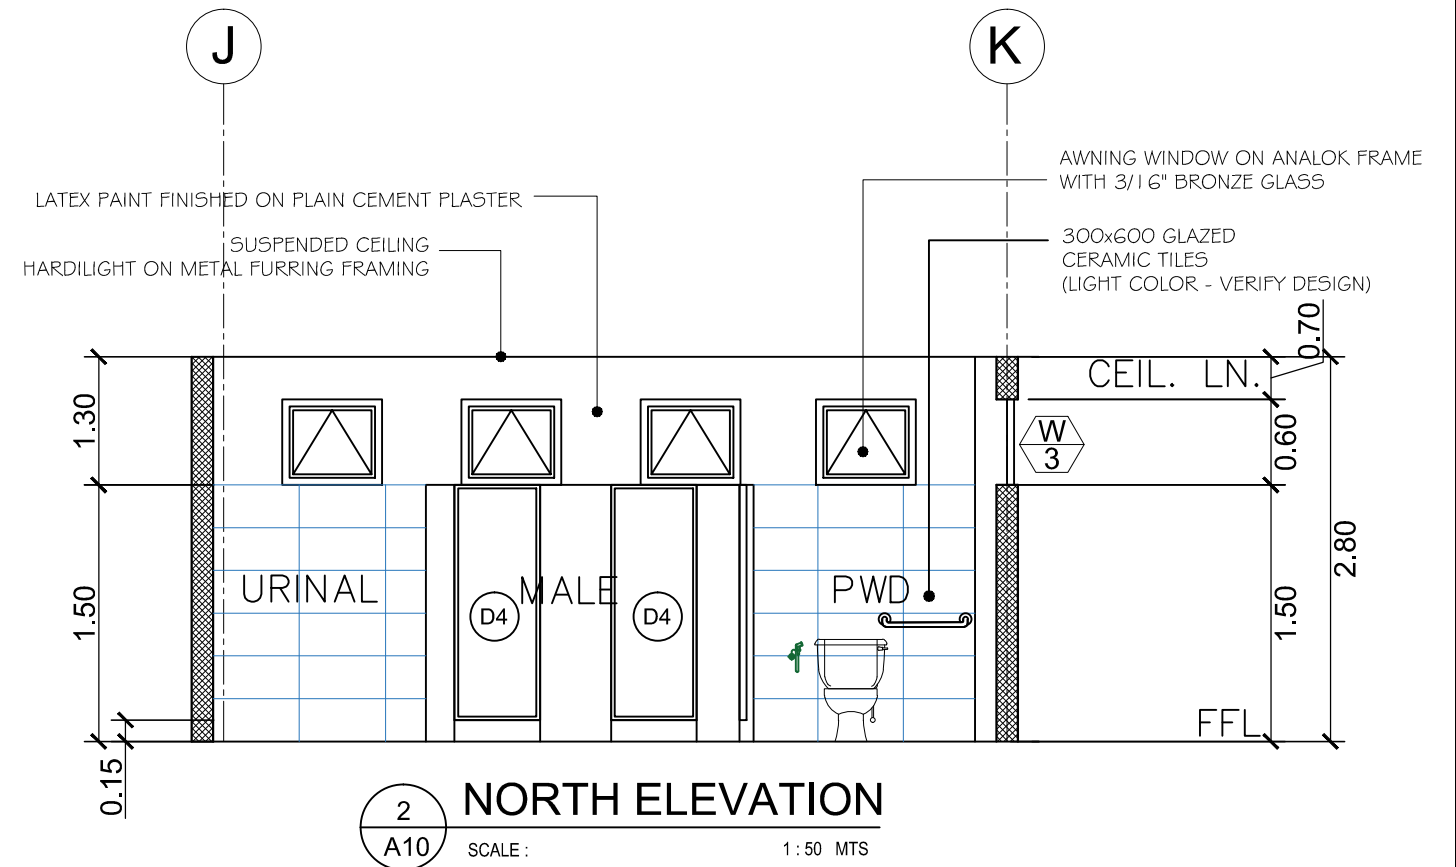 J
K
AWNING WINDOW ON ANALOK FRAME
WITH 3/16" BRONZE GLASS
LATEX PAINT FINISHED ON PLAIN CEMENT PLASTER
300x600 GLAZED
CERAMIC TILES
(LIGHT COLOR - VERIFY DESIGN)
SUSPENDED CEILING
HARDILIGHT ON METAL FURRING FRAMING
0.70
CEIL. LN.
1.30
W
3
0.60
2.80
URINAL
MALE
PWD
D4
D4
1.50
1.50
FFL
0.15
2
A10
NORTH ELEVATION
SCALE :
1 : 50 MTS